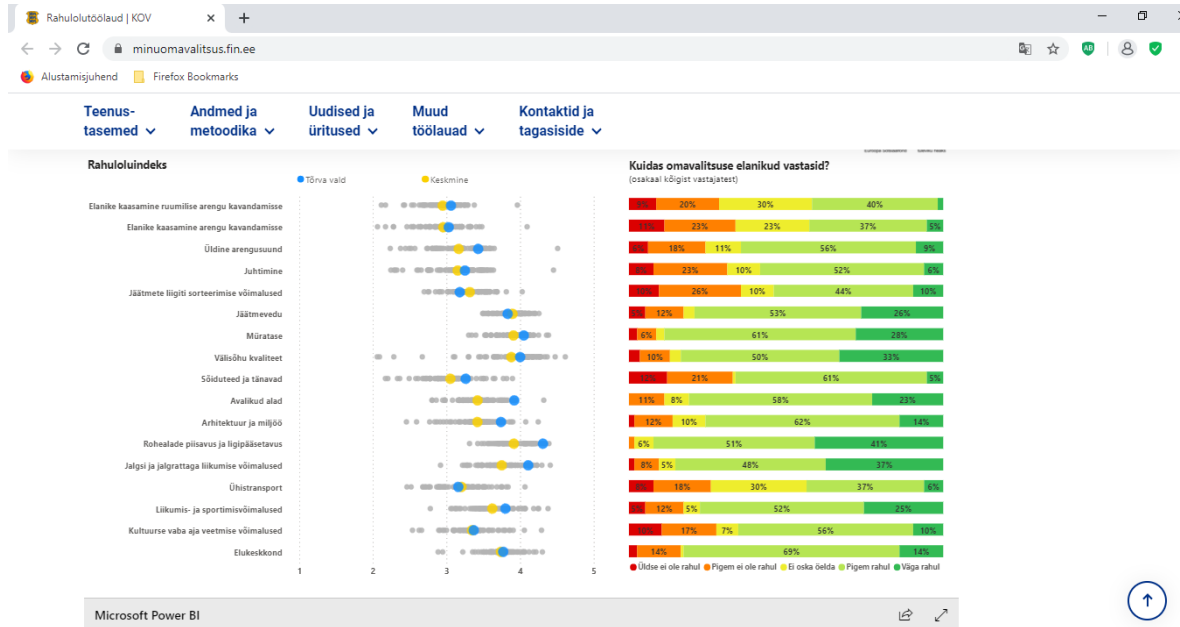 Rahulolutöölaud | KOV
minuomavalitsus.fin.ee
Alustamisjuhend Firefox Bookmarks
Teenus-
tasemed
Andmed ja
metoodika
Uudised ja
üritused
Muud
töölauad
Kontaktid ja
tagasiside
Rahuloluindeks
Tõrva vald Keskmine
Kuidas omavalitsuse elanikud vastasid?
(osakaal kõigist vastajatest)
Elanike kaasamine ruumilise arengu kavandamisse 20% 30% 40%
Elanike kaasamine arengu kavandamisse 23% 23% 37% 5%
Üldine arengusuund 18% 11% 56% 9%
Juhtimine 23% 10% 52% 6%
Jäätmete liigiti sorteerimise võimalused 10% 26% 10% 44% 10%
Jäätmevedu 12% 53% 26%
Müratase 6% 61% 28%
Välisõhu kvaliteet 10% 50% 33%
Sõiduteed ja tänavad 12% 21% 61% 5%
Avalikud alad 11% 8% 58% 23%
Arhitektuur ja miljöö 12% 10% 62% 14%
Rohealade piisavus ja ligipääsetavus 6% 51% 41%
Jalgsi ja jalgrattaga liikumise võimalused 8% 5% 48% 37%
Ühistransport 18% 30% 37% 6%
Liikumis- ja sportimisvõimalused 12% 5% 52% 25%
Kultuurse vaba aja veetmise võimalused 10% 17% 7% 56% 10%
Elukeskkond 14% 69% 14%
1 2 3 4 5
Üldse ei ole rahul Pigem ei ole rahul Ei oska öelda Pigem rahul Väga rahul
Microsoft Power BI